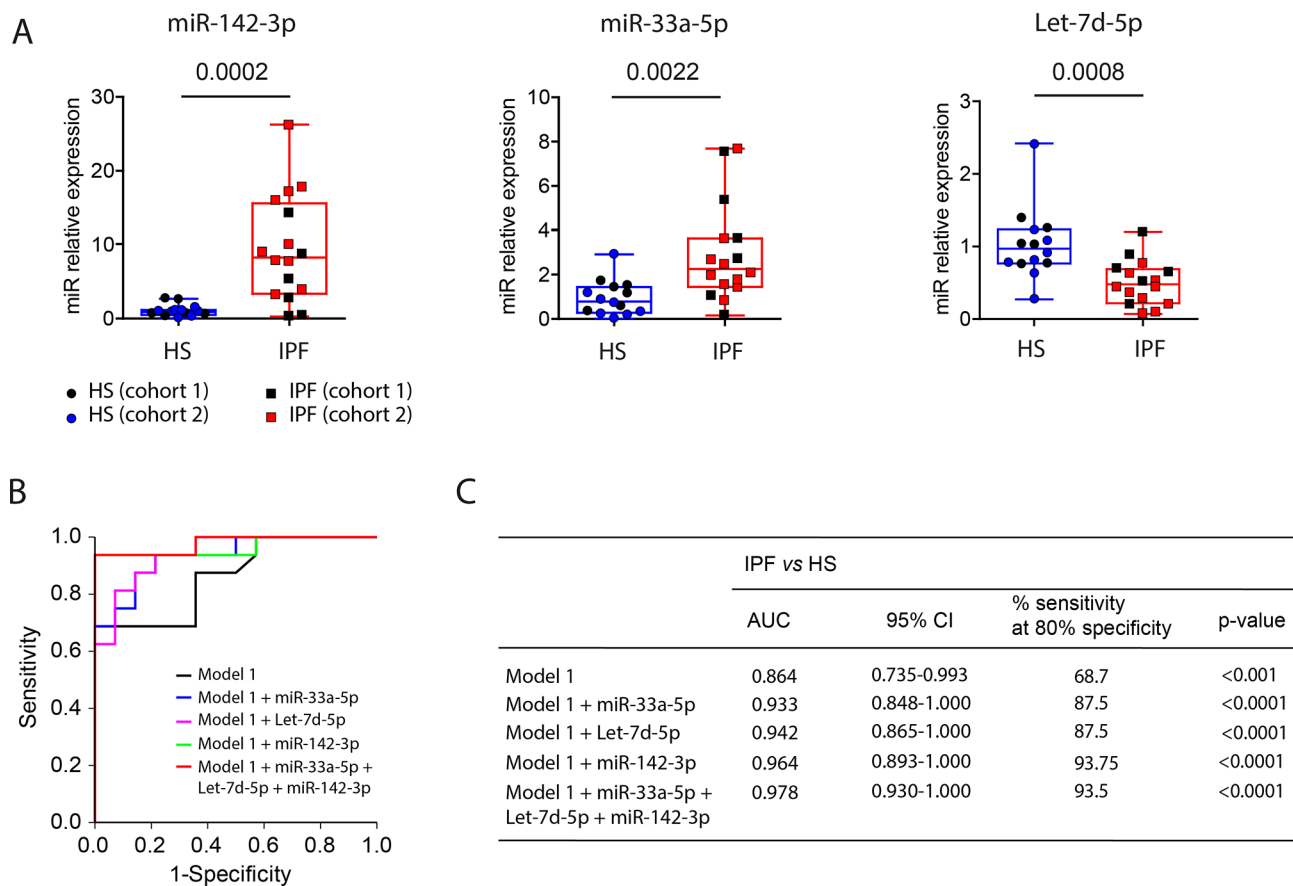 A
miR-142-3p
miR-33a-5p
Let-7d-5p
0.0002
0.0022
0.0008
miR relative expression
30
20
10
0
HS
IPF
miR relative expression
10
8
6
4
2
0
HS
IPF
miR relative expression
3
2
1
0
HS
IPF
HS (cohort 1)
IPF (cohort 1)
HS (cohort 2)
IPF (cohort 2)
B
Sensitivity
1.0
0.8
0.6
0.4
0.2
0.0
0.0 0.2 0.4 0.6 0.8 1.0
1-Specificity
Model 1
Model 1 + miR-33a-5p
Model 1 + Let-7d-5p
Model 1 + miR-142-3p
Model 1 + miR-33a-5p +
Let-7d-5p + miR-142-3p
C
IPF vs HS
AUC 95% CI % sensitivity at 80% specificity p-value
Model 1 0.864 0.735-0.993 68.7 <0.001
Model 1 + miR-33a-5p 0.933 0.848-1.000 87.5 <0.0001
Model 1 + Let-7d-5p 0.942 0.865-1.000 87.5 <0.0001
Model 1 + miR-142-3p 0.964 0.893-1.000 93.75 <0.0001
Model 1 + miR-33a-5p + 0.978 0.930-1.000 93.5 <0.0001
Let-7d-5p + miR-142-3p